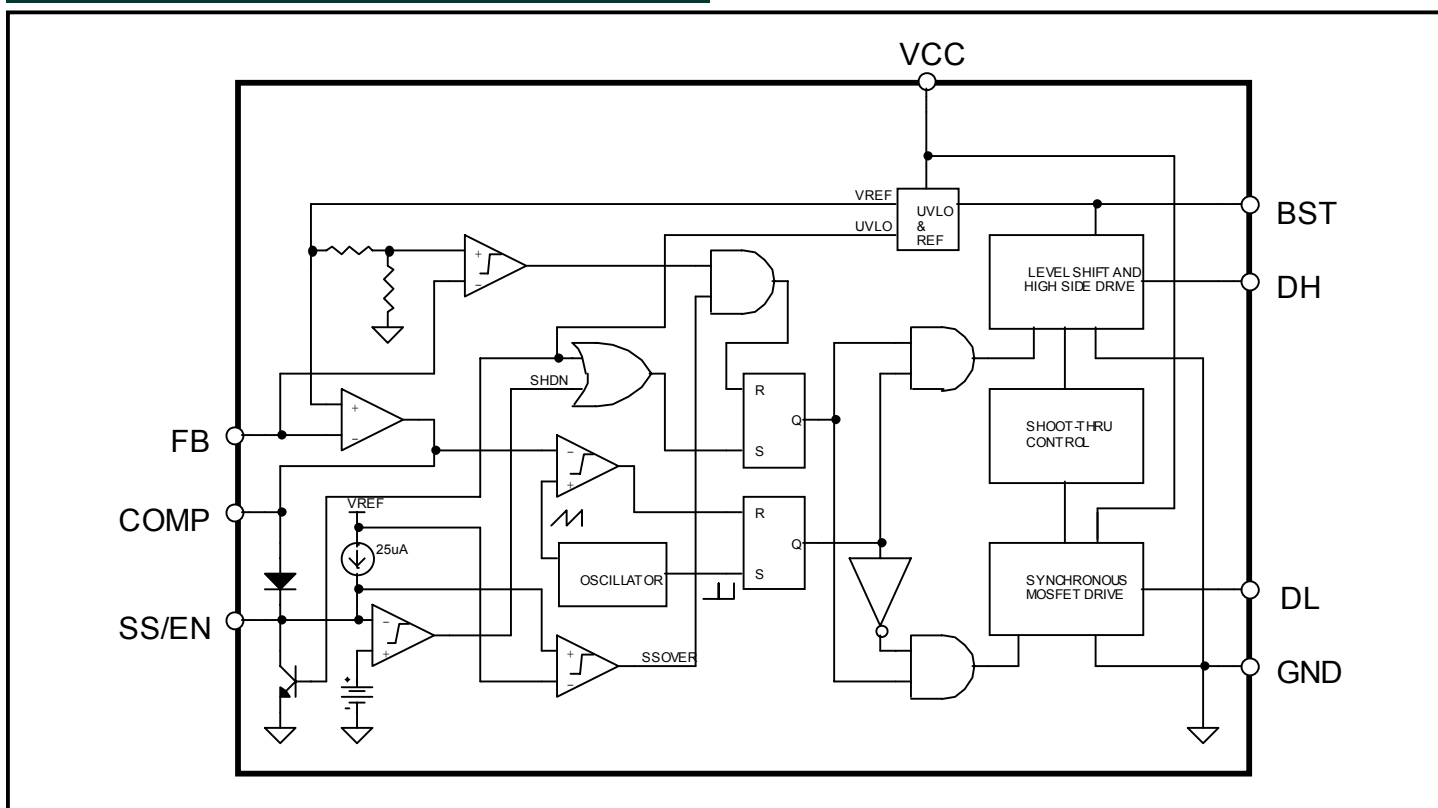 VCC
VREF
UVLO
UVLO
&
REF
BST
LEVEL SHIFT AND
HIGH SIDE DRIVE
DH
+
-
SHDN
R
Q
S
+
-
FB
SHOOT-THRU
CONTROL
-
+
COMP
VREF
25uA
R
Q
S
OSCILLATOR
SYNCHRONOUS
MOSFET DRIVE
DL
SS/EN
-
+
+
-
SSOVER
+
-
GND